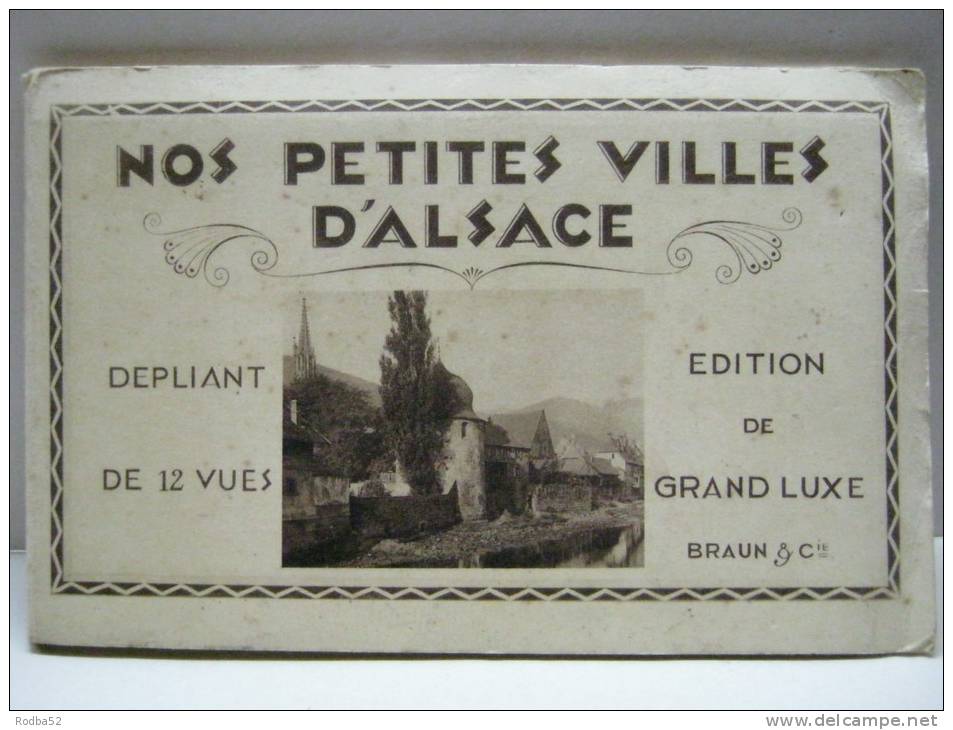 NOS PETITES VILLES
D'ALSACE
DEPLIANT
DE 12 VUES
EDITION
DE
GRAND LUXE
BRAUN & Cie
Rodba52
www.delcampe.net